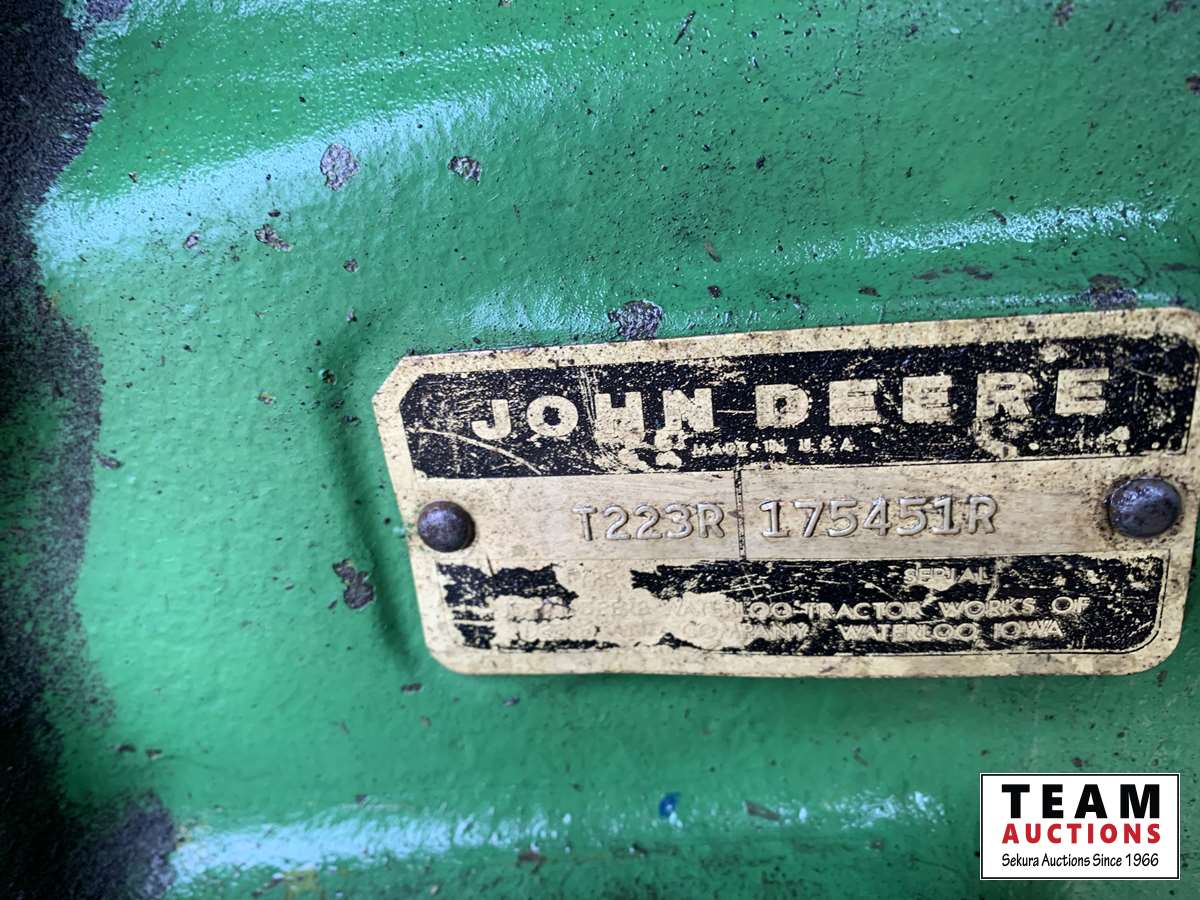 JOHN DEERE
MADE IN U.S.A.
T223R 175451R
SERIAL
WATERLOO TRACTOR WORKS OF
COMPANY WATERLOO, IOWA
TEAM
AUCTIONS
Sekura Auctions Since 1966